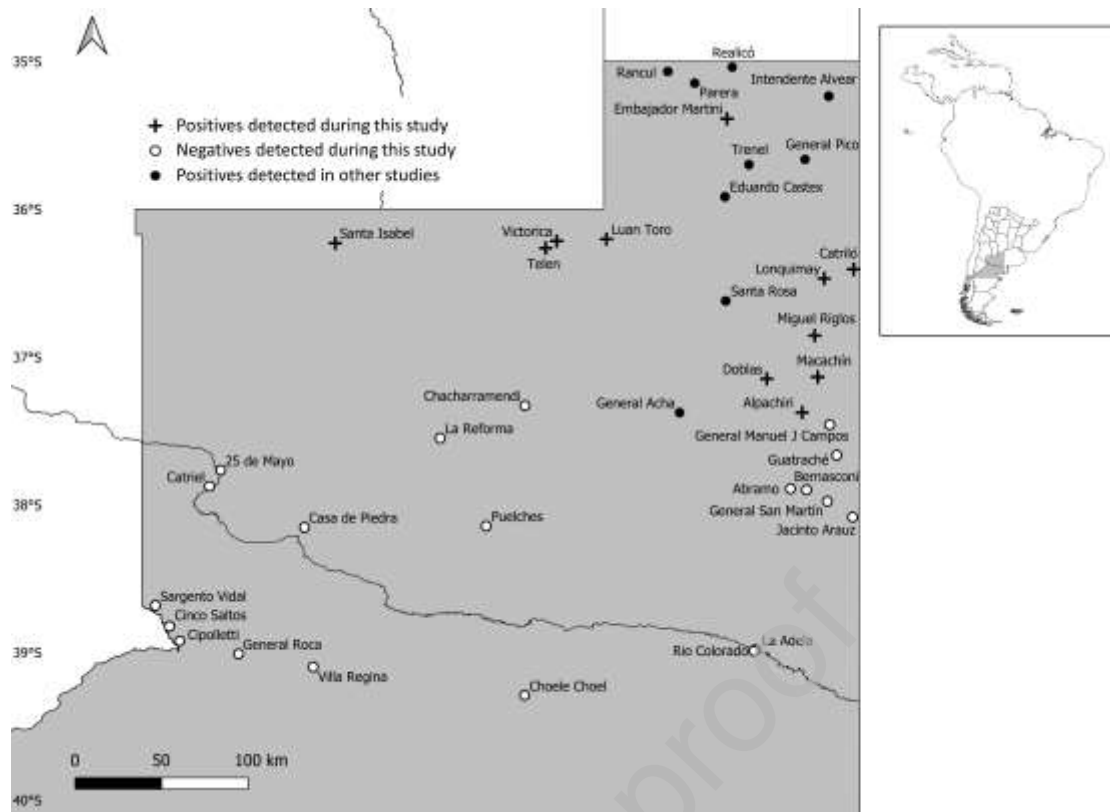 35°S
Realicó
Rancul
Intendente Alvear
Parera
Embajador Martini
Positives detected during this study
Negatives detected during this study
Positives detected in other studies
General Pico
Trenel
Eduardo Castex
36°S
Santa Isabel
Victorica
Luan Toro
Telen
Catriló
Lonquimay
Santa Rosa
Miguel Riglos
37°S
Macachín
Doblas
Chacharramendi
General Acha
Alpachiri
La Reforma
General Manuel J Campos
Guatraché
25 de Mayo
Catriel
Bernasconi
Abramo
38°S
General San Martín
Casa de Piedra
Puelches
Jacinto Arauz
Sargento Vidal
Cinco Saltos
Cipolletti
La Adela
39°S
General Roca
Rio Colorado
Villa Regina
Choele Choel
0 50 100 km
40°S
proof